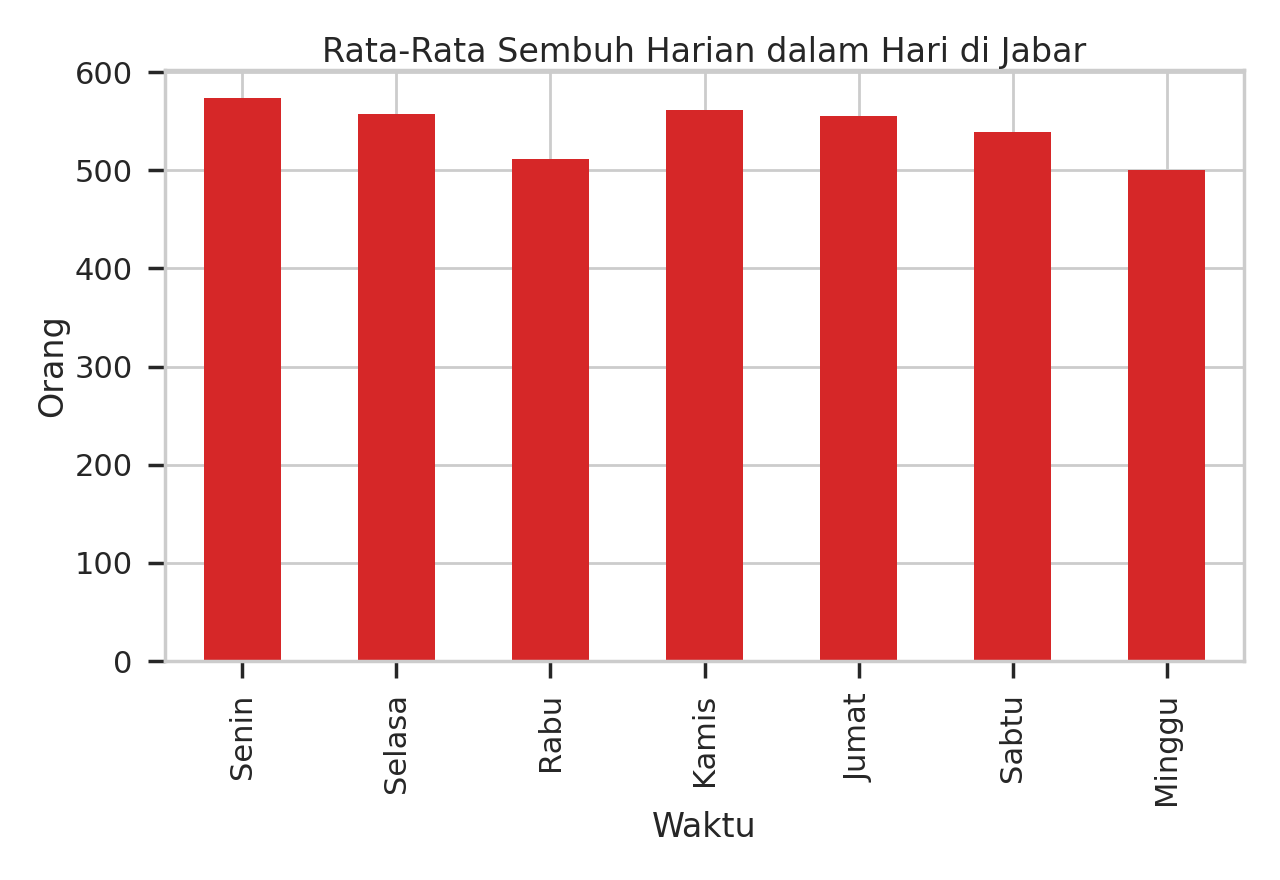 Rata-Rata Sembuh Harian dalam Hari di Jabar
600
500
400
300
200
100
0
Orang
Senin
Selasa
Rabu
Kamis
Jumat
Sabtu
Minggu
Waktu